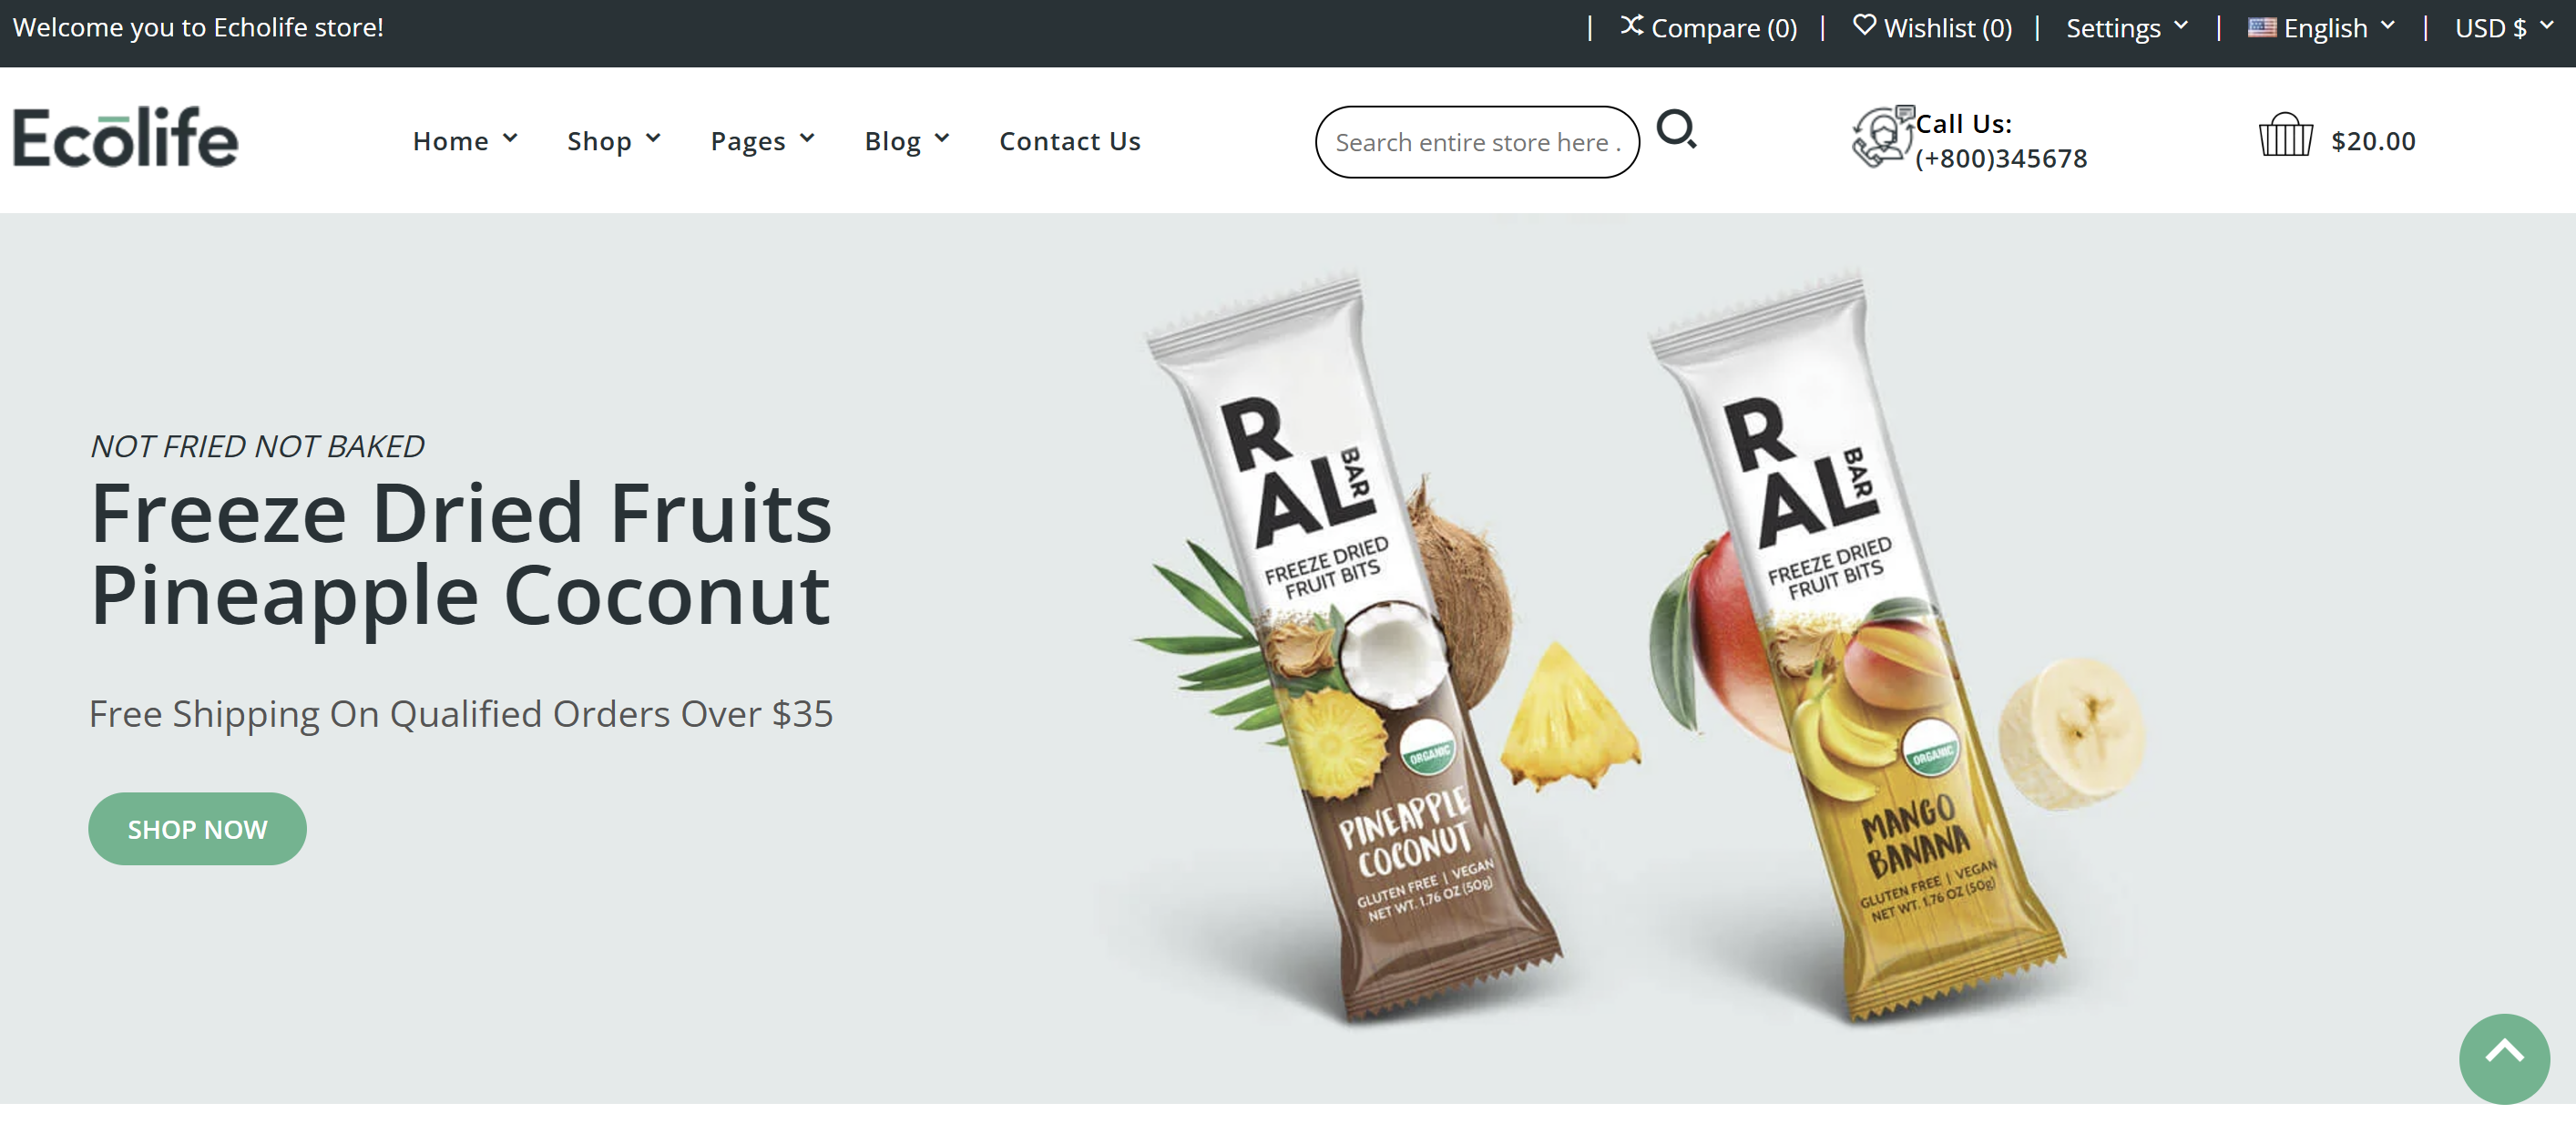 Welcome you to Echolife store!
Compare (0)
Wishlist (0)
Settings
English
USD $
Ecōlife
Home
Shop
Pages
Blog
Contact Us
Search entire store here .
Call Us:
(+800)345678
$20.00
NOT FRIED NOT BAKED
Freeze Dried Fruits
Pineapple Coconut
Free Shipping On Qualified Orders Over $35
SHOP NOW
R
AL BAR
FREEZE DRIED
FRUIT BITS
ORGANIC
PINEAPPLE
COCONUT
GLUTEN FREE | VEGAN
NET WT. 1.76 OZ (50g)
R
AL BAR
FREEZE DRIED
FRUIT BITS
ORGANIC
MANGO
BANANA
GLUTEN FREE | VEGAN
NET WT. 1.76 OZ (50g)